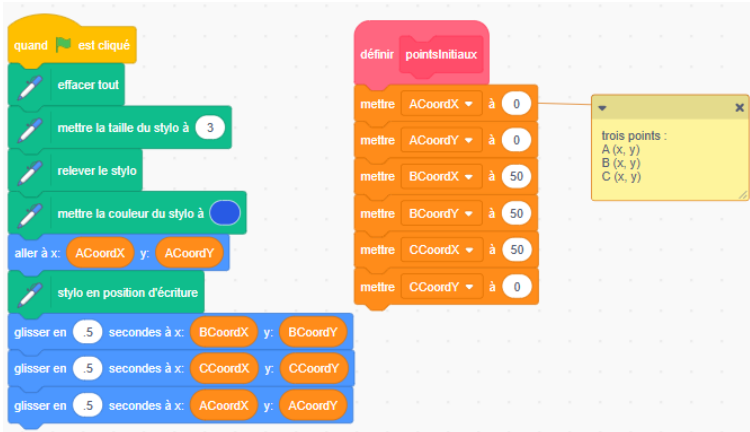 quand est cliqué
effacer tout
mettre la taille du stylo à 3
relever le stylo
mettre la couleur du stylo à
aller à x: ACoordX y: ACoordY
stylo en position d'écriture
glisser en .5 secondes à x: BCoordX y: BCoordY
glisser en .5 secondes à x: CCoordX y: CCoordY
glisser en .5 secondes à x: ACoordX y: ACoordY
définir pointsInitiaux
mettre ACoordX à 0
mettre ACoordY à 0
mettre BCoordX à 50
mettre BCoordY à 50
mettre CCoordX à 50
mettre CCoordY à 0
trois points :
A (x, y)
B (x, y)
C (x, y)